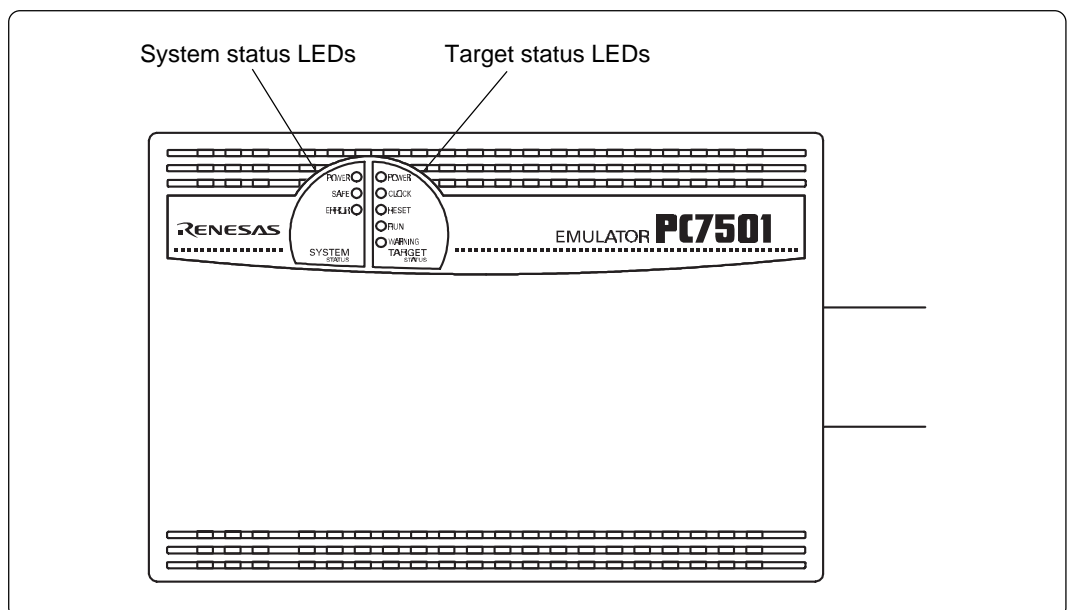 System status LEDs Target status LEDs
POWER POWER
SAFE CLOCK
ERROR RESET
RUN
WARNING
RENESAS
EMULATOR PC7501
SYSTEM STATUS
TARGET STATUS